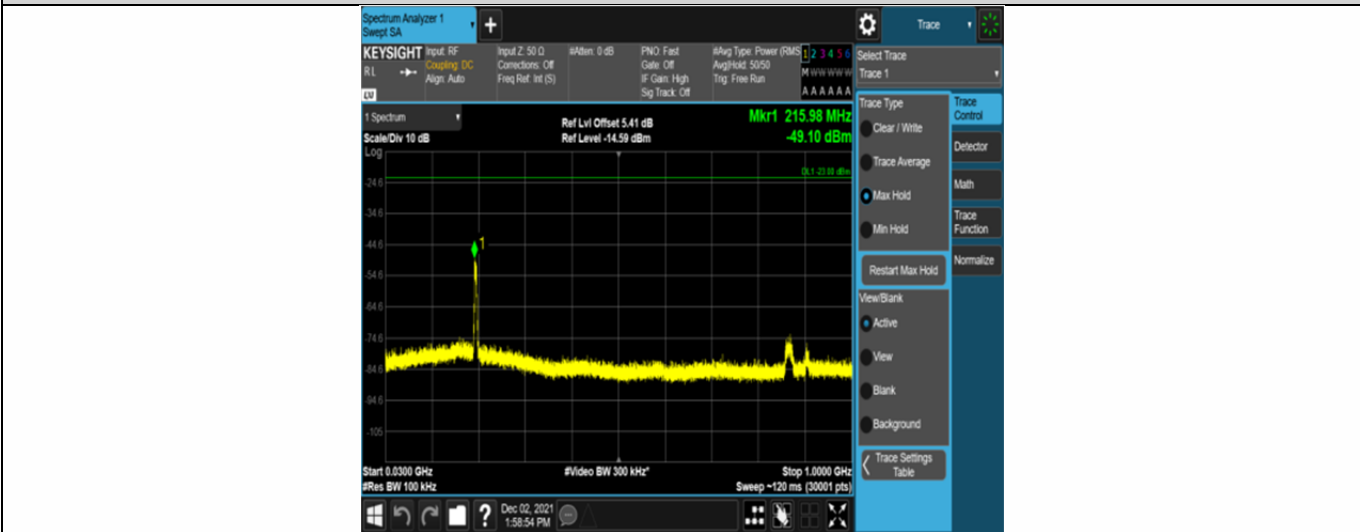 Spectrum Analyzer 1
Swept SA
+
Trace
KEYSIGHT
RL
LXI
Input: RF
Coupling: DC
Align: Auto
Input Z: 50 Ω
Corrections: Off
Freq Ref: Int (S)
#Atten: 0 dB
PNO: Fast
Gate: Off
IF Gain: High
Sig Track: Off
#Avg Type: Power (RMS
Avg|Hold: 50/50
Trig: Free Run
1 2 3 4 5 6
M W W W W W
A A A A A A
Select Trace
Trace 1
1 Spectrum
Scale/Div 10 dB
Log
Ref Lvl Offset 5.41 dB
Ref Level -14.59 dBm
Mkr1 215.98 MHz
-49.10 dBm
-24.6
-34.6
-44.6
-54.6
-64.6
-74.6
-84.6
-94.6
-105
1
Start 0.0300 GHz
#Res BW 100 kHz
#Video BW 300 kHz*
Stop 1.0000 GHz
Sweep ~120 ms (30001 pts)
Trace Type
Clear / Write
Trace Average
Max Hold
Min Hold
Restart Max Hold
View/Blank
Active
View
Blank
Background
Trace Settings
Table
Trace
Control
Detector
Math
Trace
Function
Normalize
?
Dec 02, 2021
1:58:54 PM